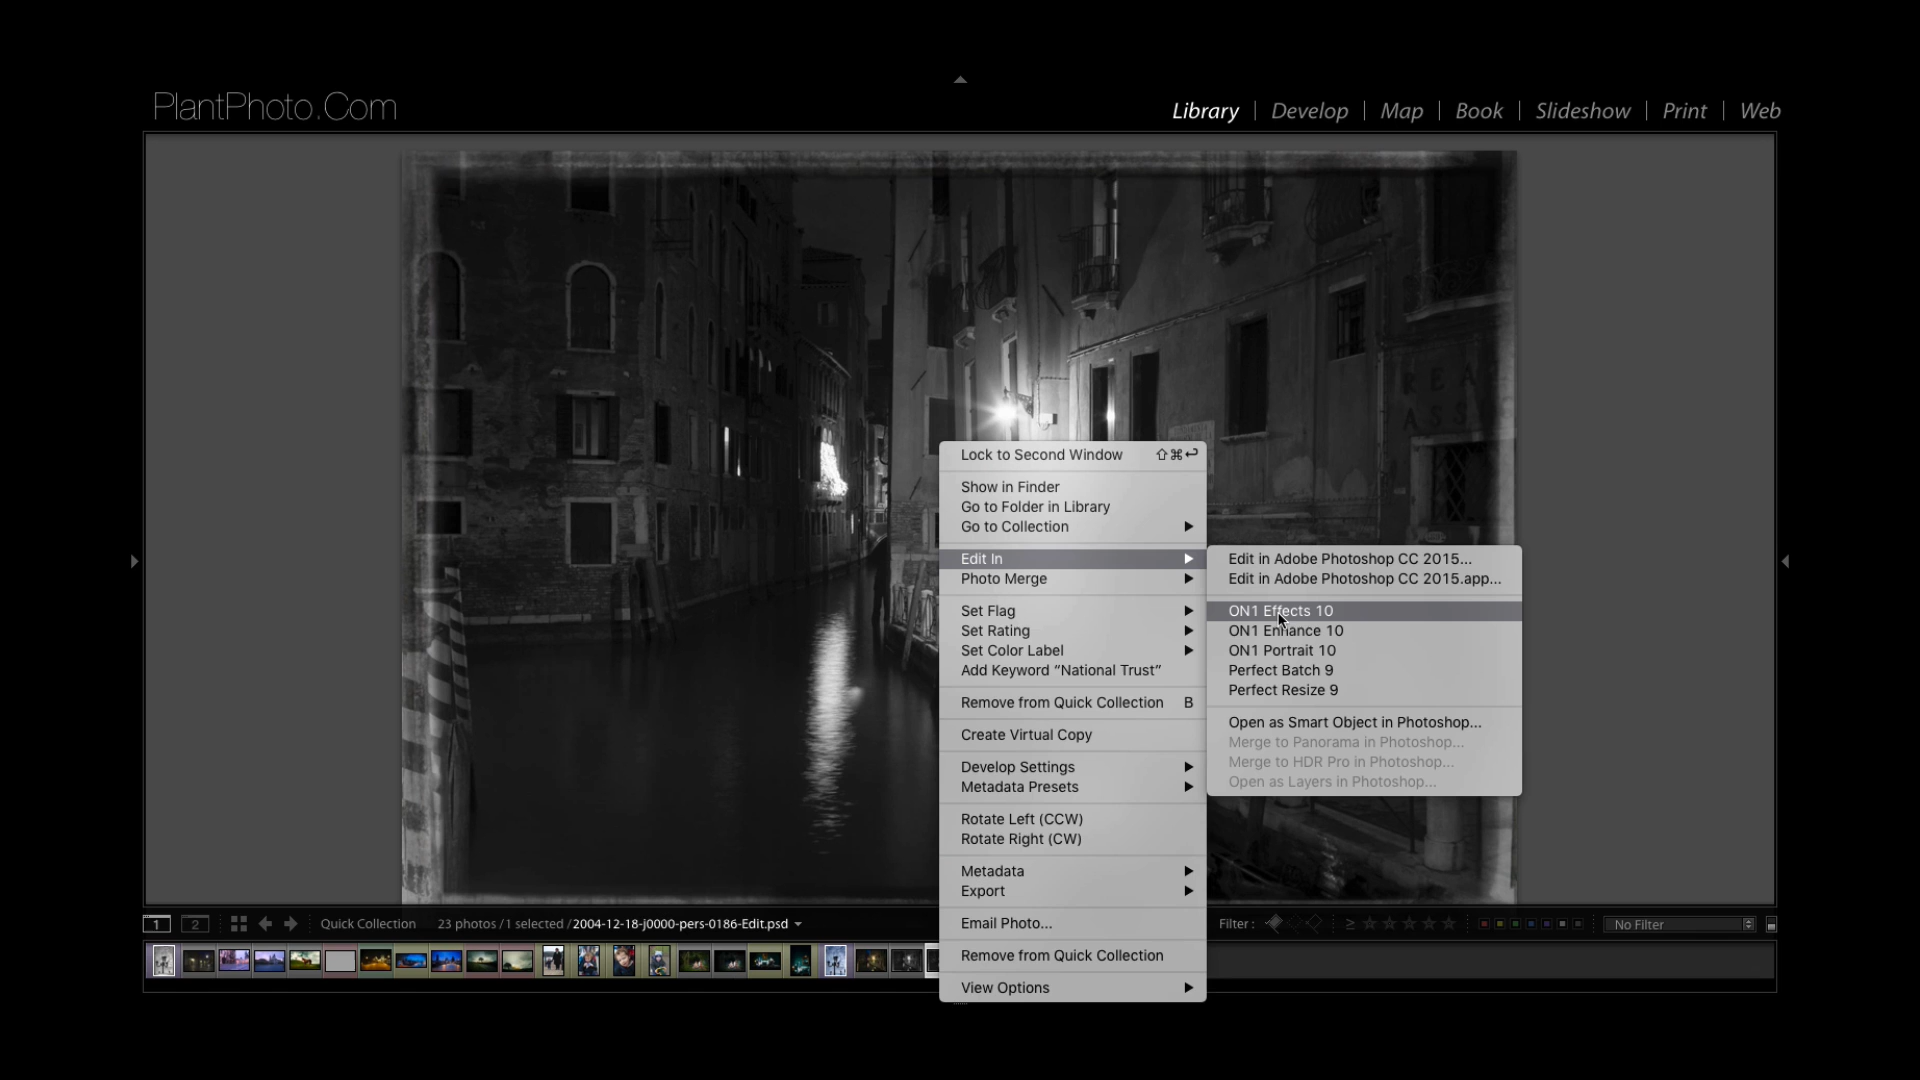 PlantPhoto.Com
Library | Develop | Map | Book | Slideshow | Print | Web
REA
ASS
Lock to Second Window ⇧⌘↩
Show in Finder
Go to Folder in Library
Go to Collection ▶
Edit In ▶
Photo Merge ▶
Set Flag ▶
Set Rating ▶
Set Color Label ▶
Add Keyword “National Trust”
Remove from Quick Collection B
Create Virtual Copy
Develop Settings ▶
Metadata Presets ▶
Rotate Left (CCW)
Rotate Right (CW)
Metadata ▶
Export ▶
Email Photo...
Remove from Quick Collection
View Options ▶
Edit in Adobe Photoshop CC 2015...
Edit in Adobe Photoshop CC 2015.app...
ON1 Effects 10
ON1 Enhance 10
ON1 Portrait 10
Perfect Batch 9
Perfect Resize 9
Open as Smart Object in Photoshop...
Merge to Panorama in Photoshop...
Merge to HDR Pro in Photoshop...
Open as Layers in Photoshop...
1 2 Quick Collection 23 photos / 1 selected / 2004-12-18-j0000-pers-0186-Edit.psd Filter : ≥ ★★★★★ No Filter